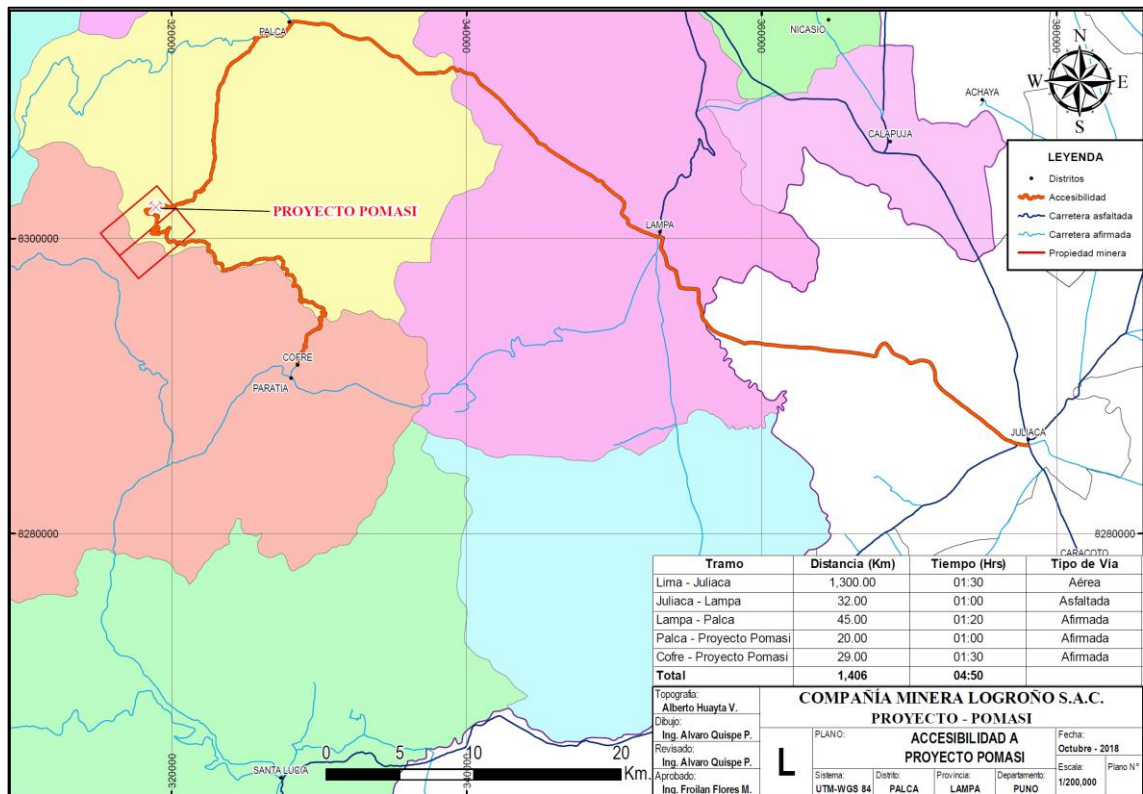 320000
340000
360000
380000
PALCA
NICASIO
N
W
E
S
ACHAYA
CALAPUJA
LEYENDA
Distritos
Accesibilidad
Carretera asfaltada
Carretera afirmada
Propiedad minera
PROYECTO POMASI
LAMPA
8300000
8300000
COFRE
PARATIA
JULIACA
8280000
8280000
CARACOTO
Tramo Distancia (Km) Tiempo (Hrs) Tipo de Via
Lima - Juliaca 1,300.00 01:30 Aérea
Juliaca - Lampa 32.00 01:00 Asfaltada
Lampa - Palca 45.00 01:20 Afirmada
Palca - Proyecto Pomasi 20.00 01:00 Afirmada
Cofre - Proyecto Pomasi 29.00 01:30 Afirmada
Total 1,406 04:50
Topografia:
Alberto Huayta V.
Dibujo:
Ing. Alvaro Quispe P.
Revisado:
Ing. Alvaro Quispe P.
Aprobado:
Ing. Froilan Flores M.
L
COMPAÑÍA MINERA LOGROÑO S.A.C.
PROYECTO - POMASI
PLANO:
ACCESIBILIDAD A
PROYECTO POMASI
Fecha:
Octubre - 2018
Escala:
1/200,000
Plano N°
Sistema:
UTM-WGS 84
Distrito:
PALCA
Provincia:
LAMPA
Departamento:
PUNO
0 5 10 20
Km.
SANTA LUCIA
320000
340000